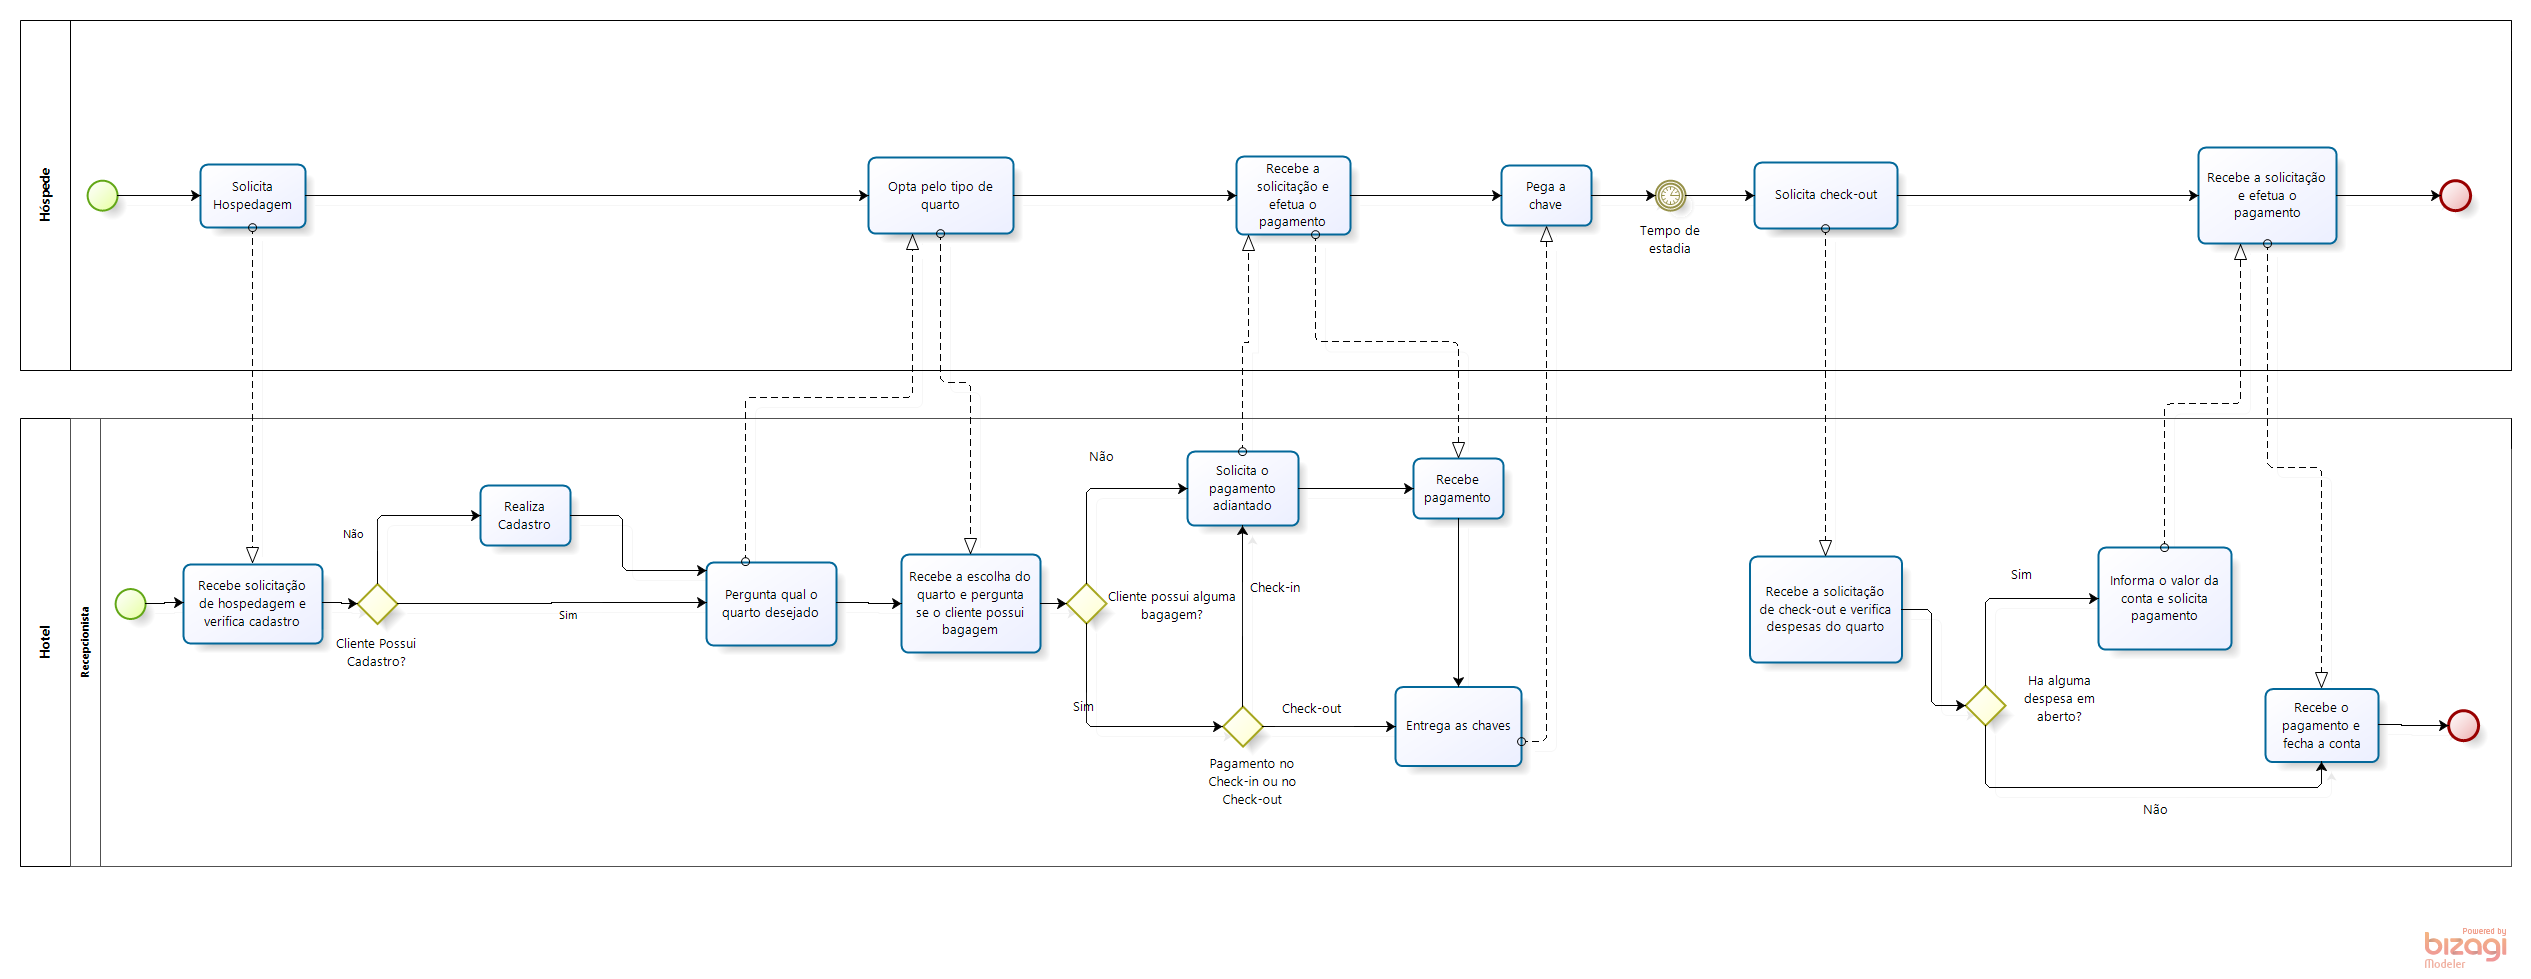 Hóspede
Solicita
Hospedagem
Opta pelo tipo de
quarto
Recebe a
solicitação e
efetua o
pagamento
Pega a
chave
Tempo de
estadia
Solicita check-out
Recebe a solicitação
e efetua o
pagamento
Hotel
Recepcionista
Recebe solicitação
de hospedagem e
verifica cadastro
Não
Cliente Possui
Cadastro?
Realiza
Cadastro
Sim
Pergunta qual o
quarto desejado
Recebe a escolha do
quarto e pergunta
se o cliente possui
bagagem
Não
Cliente possui alguma
bagagem?
Sim
Solicita o
pagamento
adiantado
Check-in
Pagamento no
Check-in ou no
Check-out
Check-out
Recebe
pagamento
Entrega as chaves
Recebe a solicitação
de check-out e verifica
despesas do quarto
Sim
Ha alguma
despesa em
aberto?
Não
Informa o valor da
conta e solicita
pagamento
Recebe o
pagamento e
fecha a conta
Powered by
bizagi
Modeler